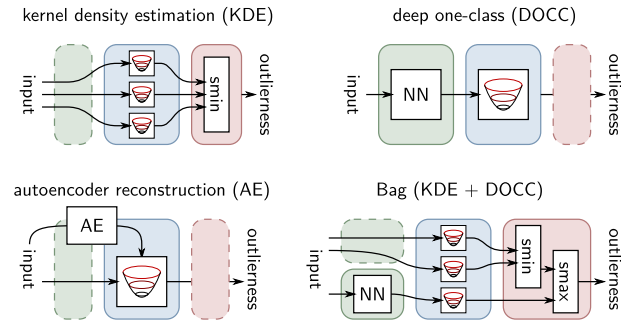 kernel density estimation (KDE)
input
smin
outlierness
deep one-class (DOCC)
input
NN
outlierness
autoencoder reconstruction (AE)
AE
input
outlierness
Bag (KDE + DOCC)
input
NN
smin
smax
outlierness